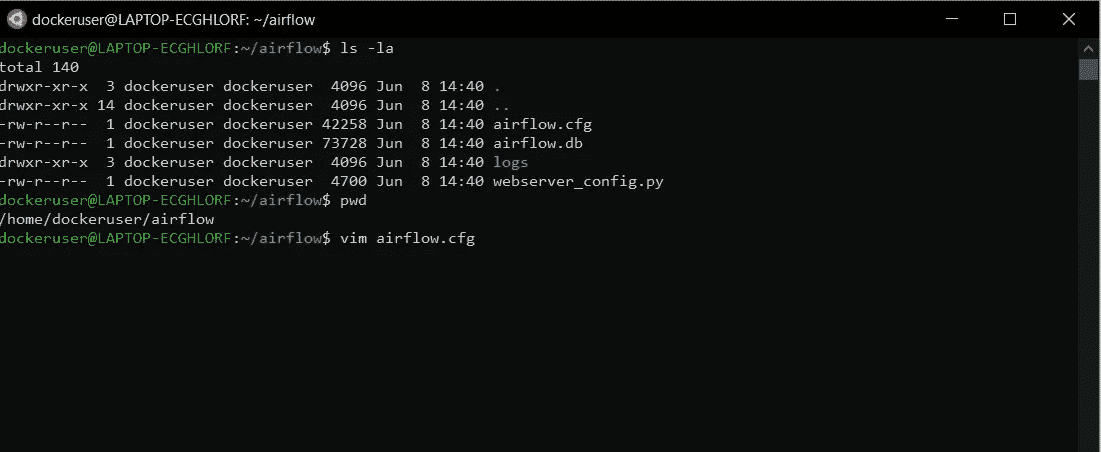 dockeruser@LAPTOP-ECGHLORF: ~/airflow
dockeruser@LAPTOP-ECGHLORF:~/airflow$ ls -la
total 140
drwxr-xr-x  3 dockeruser dockeruser  4096 Jun  8 14:40 .
drwxr-xr-x 14 dockeruser dockeruser  4096 Jun  8 14:40 ..
-rw-r--r--  1 dockeruser dockeruser 42258 Jun  8 14:40 airflow.cfg
-rw-r--r--  1 dockeruser dockeruser 73728 Jun  8 14:40 airflow.db
drwxr-xr-x  3 dockeruser dockeruser  4096 Jun  8 14:40 logs
-rw-r--r--  1 dockeruser dockeruser  4700 Jun  8 14:40 webserver_config.py
dockeruser@LAPTOP-ECGHLORF:~/airflow$ pwd
/home/dockeruser/airflow
dockeruser@LAPTOP-ECGHLORF:~/airflow$ vim airflow.cfg